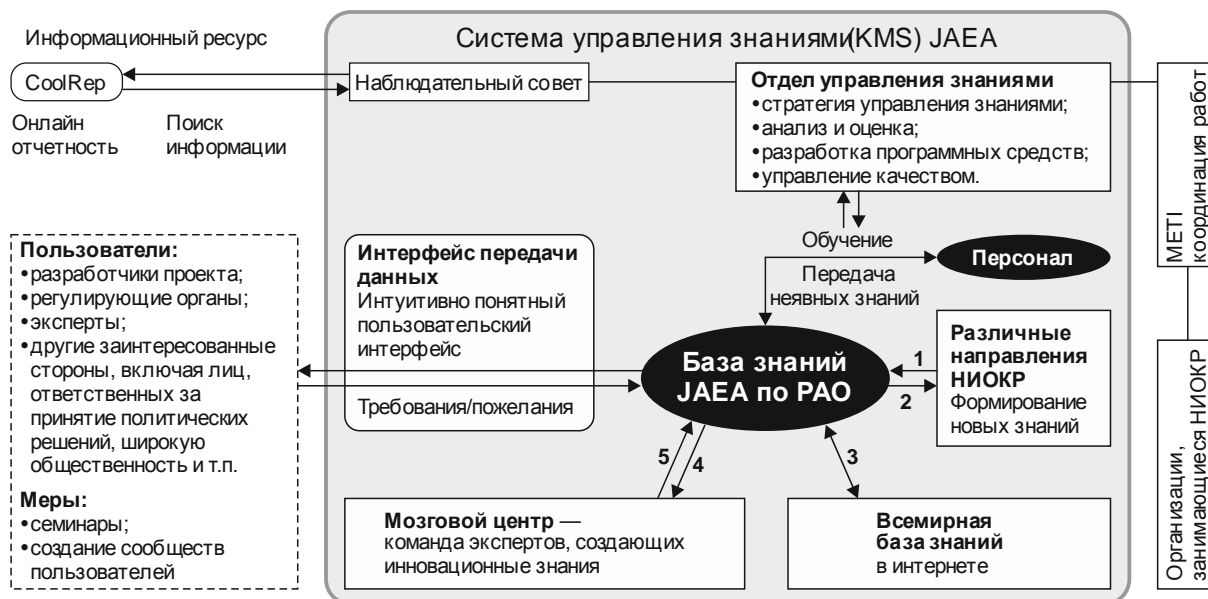 Информационный ресурс
CoolRep
Онлайн
отчетность
Поиск
информации
Система управления знаниями(KMS) JAEA
Наблюдательный совет
Отдел управления знаниями
•стратегия управления знаниями;
•анализ и оценка;
•разработка программных средств;
•управление качеством.
METI
координация работ
Обучение
Персонал
Передача
неявных знаний
Пользователи:
•разработчики проекта;
•регулирующие органы;
•эксперты;
•другие заинтересованные
стороны, включая лиц,
ответственных за
принятие политических
решений, широкую
общественность и т.п.
Меры:
•семинары;
•создание сообществ
пользователей
Интерфейс передачи
данных
Интуитивно понятный
пользовательский
интерфейс
Требования/пожелания
База знаний
JAEA по РАО
1
2
Различные
направления
НИОКР
Формирование
новых знаний
Организации,
занимающиеся НИОКР
5
4
3
Мозговой центр —
команда экспертов, создающих
инновационные знания
Всемирная
база знаний
в интернете